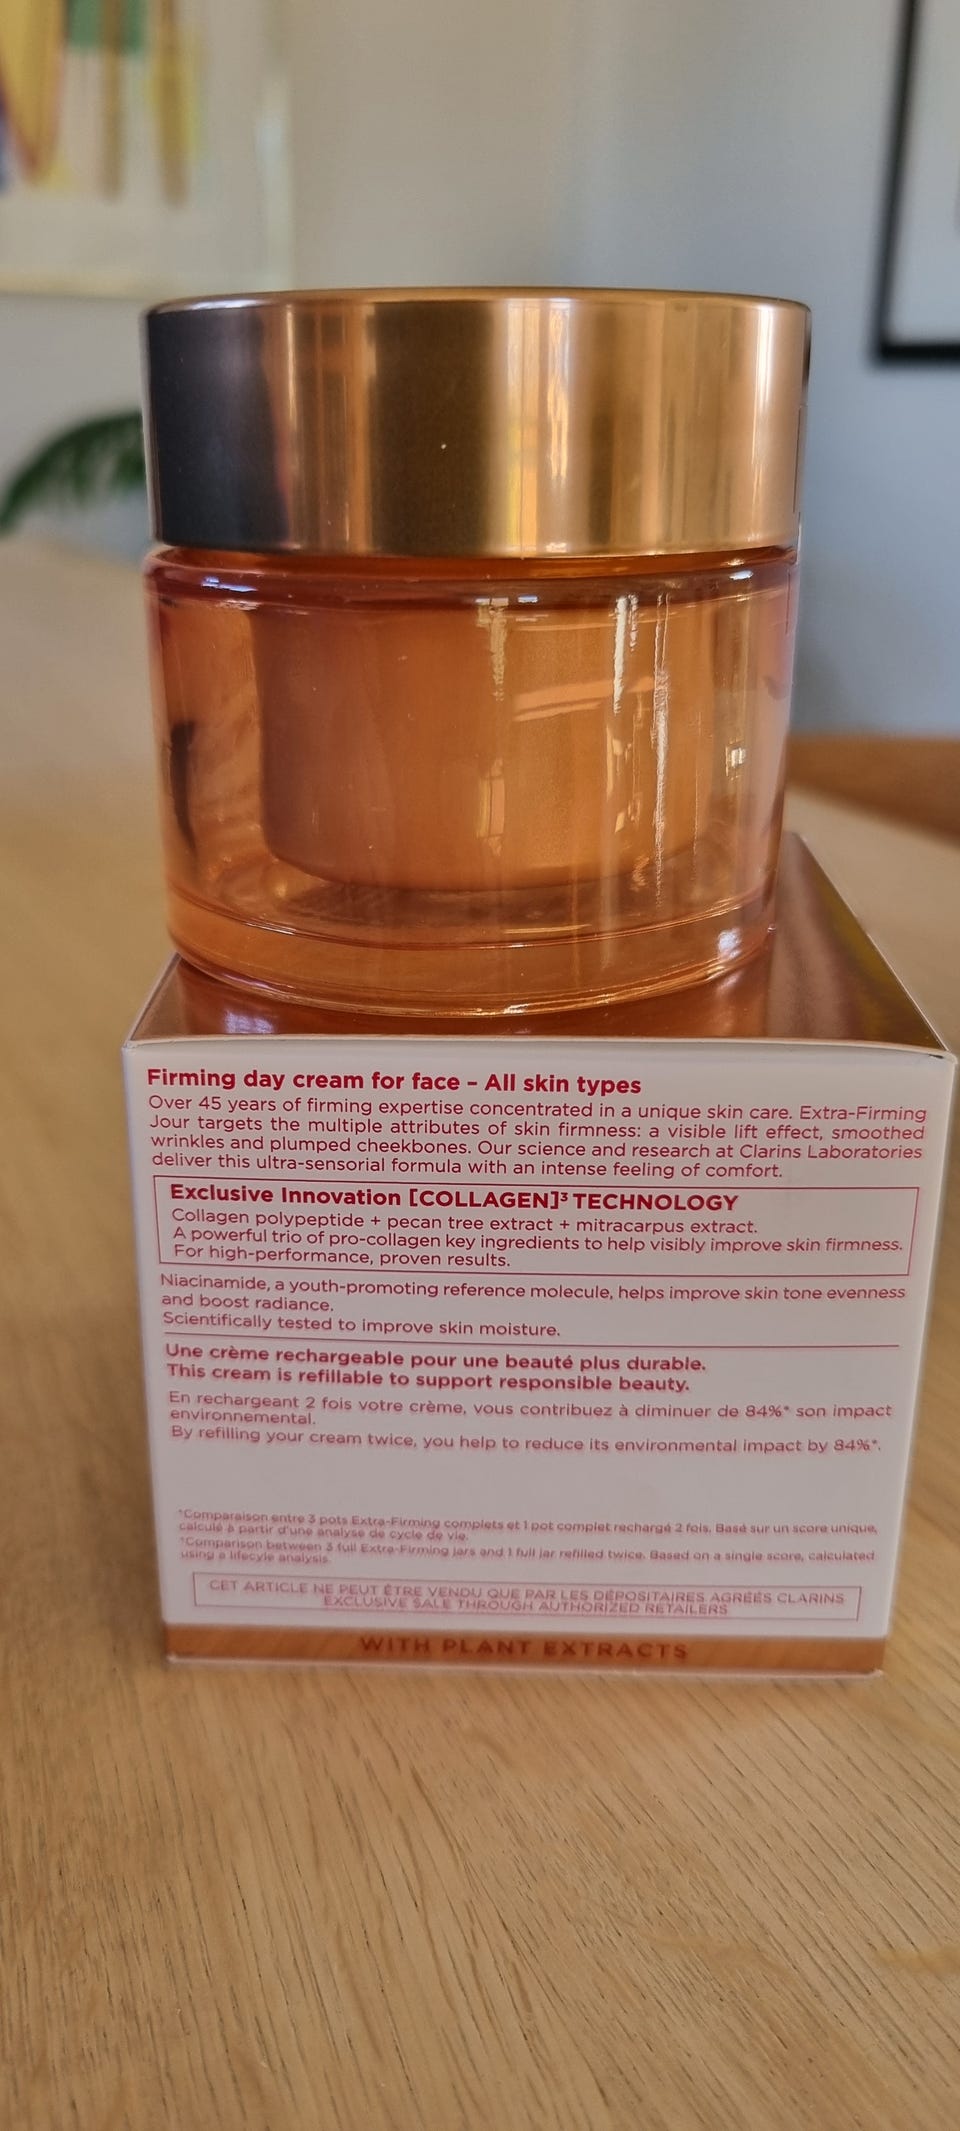 Firming day cream for face – All skin types
Over 45 years of firming expertise concentrated in a unique skin care. Extra-Firming
Jour targets the multiple attributes of skin firmness: a visible lift effect, smoothed
wrinkles and plumped cheekbones. Our science and research at Clarins Laboratories
deliver this ultra-sensorial formula with an intense feeling of comfort.
Exclusive Innovation [COLLAGEN]³ TECHNOLOGY
Collagen polypeptide + pecan tree extract + mitracarpus extract.
A powerful trio of pro-collagen key ingredients to help visibly improve skin firmness.
For high-performance, proven results.
Niacinamide, a youth-promoting reference molecule, helps improve skin tone evenness
and boost radiance.
Scientifically tested to improve skin moisture.
Une crème rechargeable pour une beauté plus durable.
This cream is refillable to support responsible beauty.
En rechargeant 2 fois votre crème, vous contribuez à diminuer de 84%* son impact
environnemental.
By refilling your cream twice, you help to reduce its environmental impact by 84%*.
*Comparaison entre 3 pots Extra-Firming complets et 1 pot complet rechargé 2 fois. Basé sur un score unique,
calculé à partir d'une analyse de cycle de vie.
*Comparison between 3 full Extra-Firming jars and 1 full jar refilled twice. Based on a single score, calculated
using a lifecyle analysis.
CET ARTICLE NE PEUT ÊTRE VENDU QUE PAR LES DÉPOSITAIRES AGRÉÉS CLARINS
EXCLUSIVE SALE THROUGH AUTHORIZED RETAILERS
WITH PLANT EXTRACTS